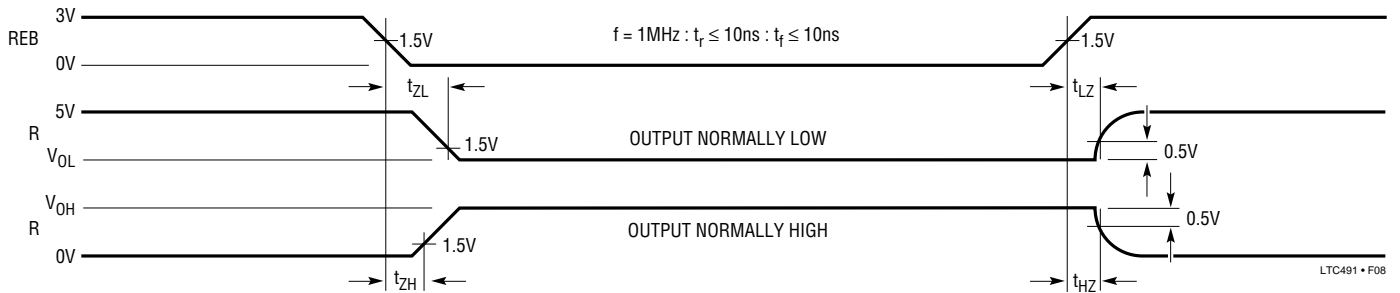 3V
REB
1.5V
f = 1MHz : tr ≤ 10ns : tf ≤ 10ns
1.5V
0V
tZL
tLZ
5V
R
1.5V
OUTPUT NORMALLY LOW
0.5V
VOL
VOH
R
1.5V
OUTPUT NORMALLY HIGH
0.5V
0V
tZH
tHZ
LTC491 • F08